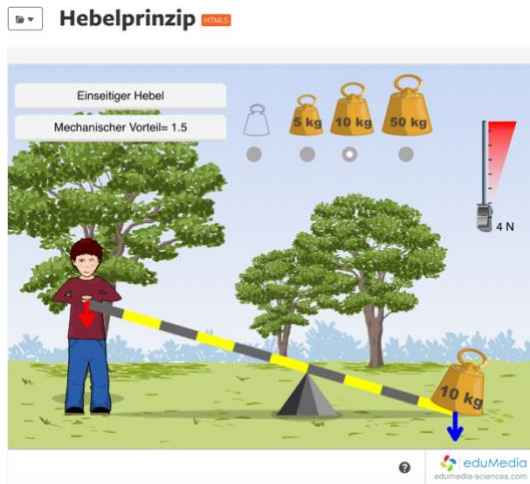 Hebelprinzip HTML5
Einseitiger Hebel
Mechanischer Vorteil= 1.5
5 kg 10 kg 50 kg
4 N
10 kg
? eduMedia
edumedia-sciences.com